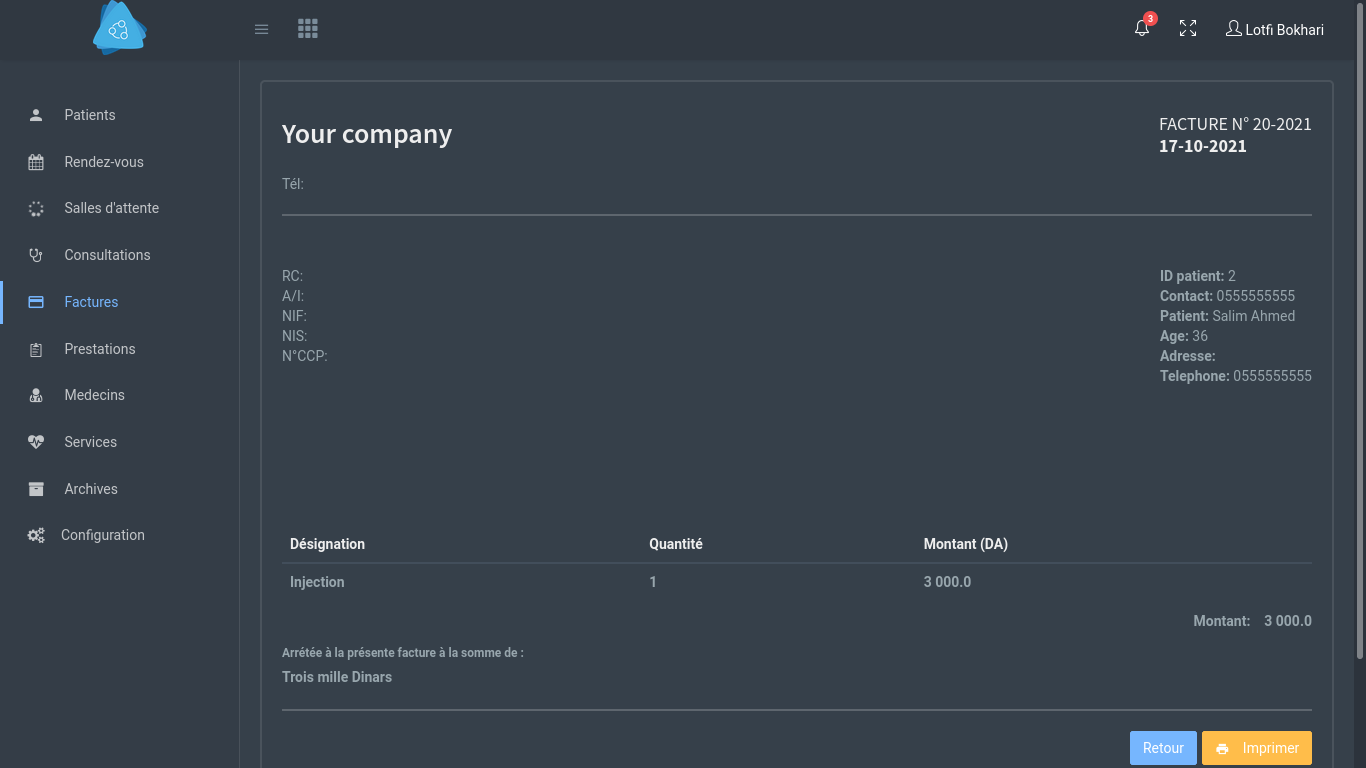 3
Lotfi Bokhari
Patients
Rendez-vous
Salles d'attente
Consultations
Factures
Prestations
Medecins
Services
Archives
Configuration
Your company
FACTURE N° 20-2021
17-10-2021
Tél:
RC:
A/I:
NIF:
NIS:
N°CCP:
ID patient: 2
Contact: 0555555555
Patient: Salim Ahmed
Age: 36
Adresse:
Telephone: 0555555555
Désignation Quantité Montant (DA)
Injection 1 3 000.0
Montant: 3 000.0
Arrétée à la présente facture à la somme de :
Trois mille Dinars
Retour Imprimer